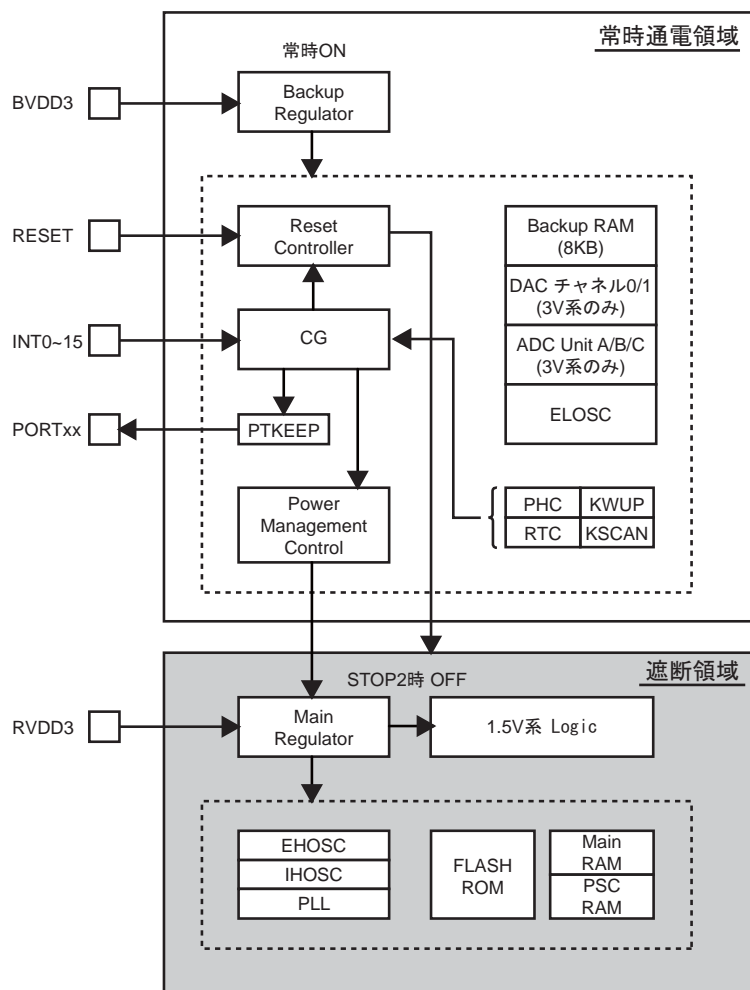 常時通電領域
常時ON
BVDD3
Backup
Regulator
RESET
Reset
Controller
Backup RAM
(8KB)
DAC チャネル0/1
(3V系のみ)
INT0~15
CG
ADC Unit A/B/C
(3V系のみ)
ELOSC
PORTxx
PTKEEP
Power
Management
Control
PHC
KWUP
RTC
KSCAN
遮断領域
STOP2時 OFF
RVDD3
Main
Regulator
1.5V系 Logic
EHOSC
IHOSC
PLL
FLASH
ROM
Main
RAM
PSC
RAM